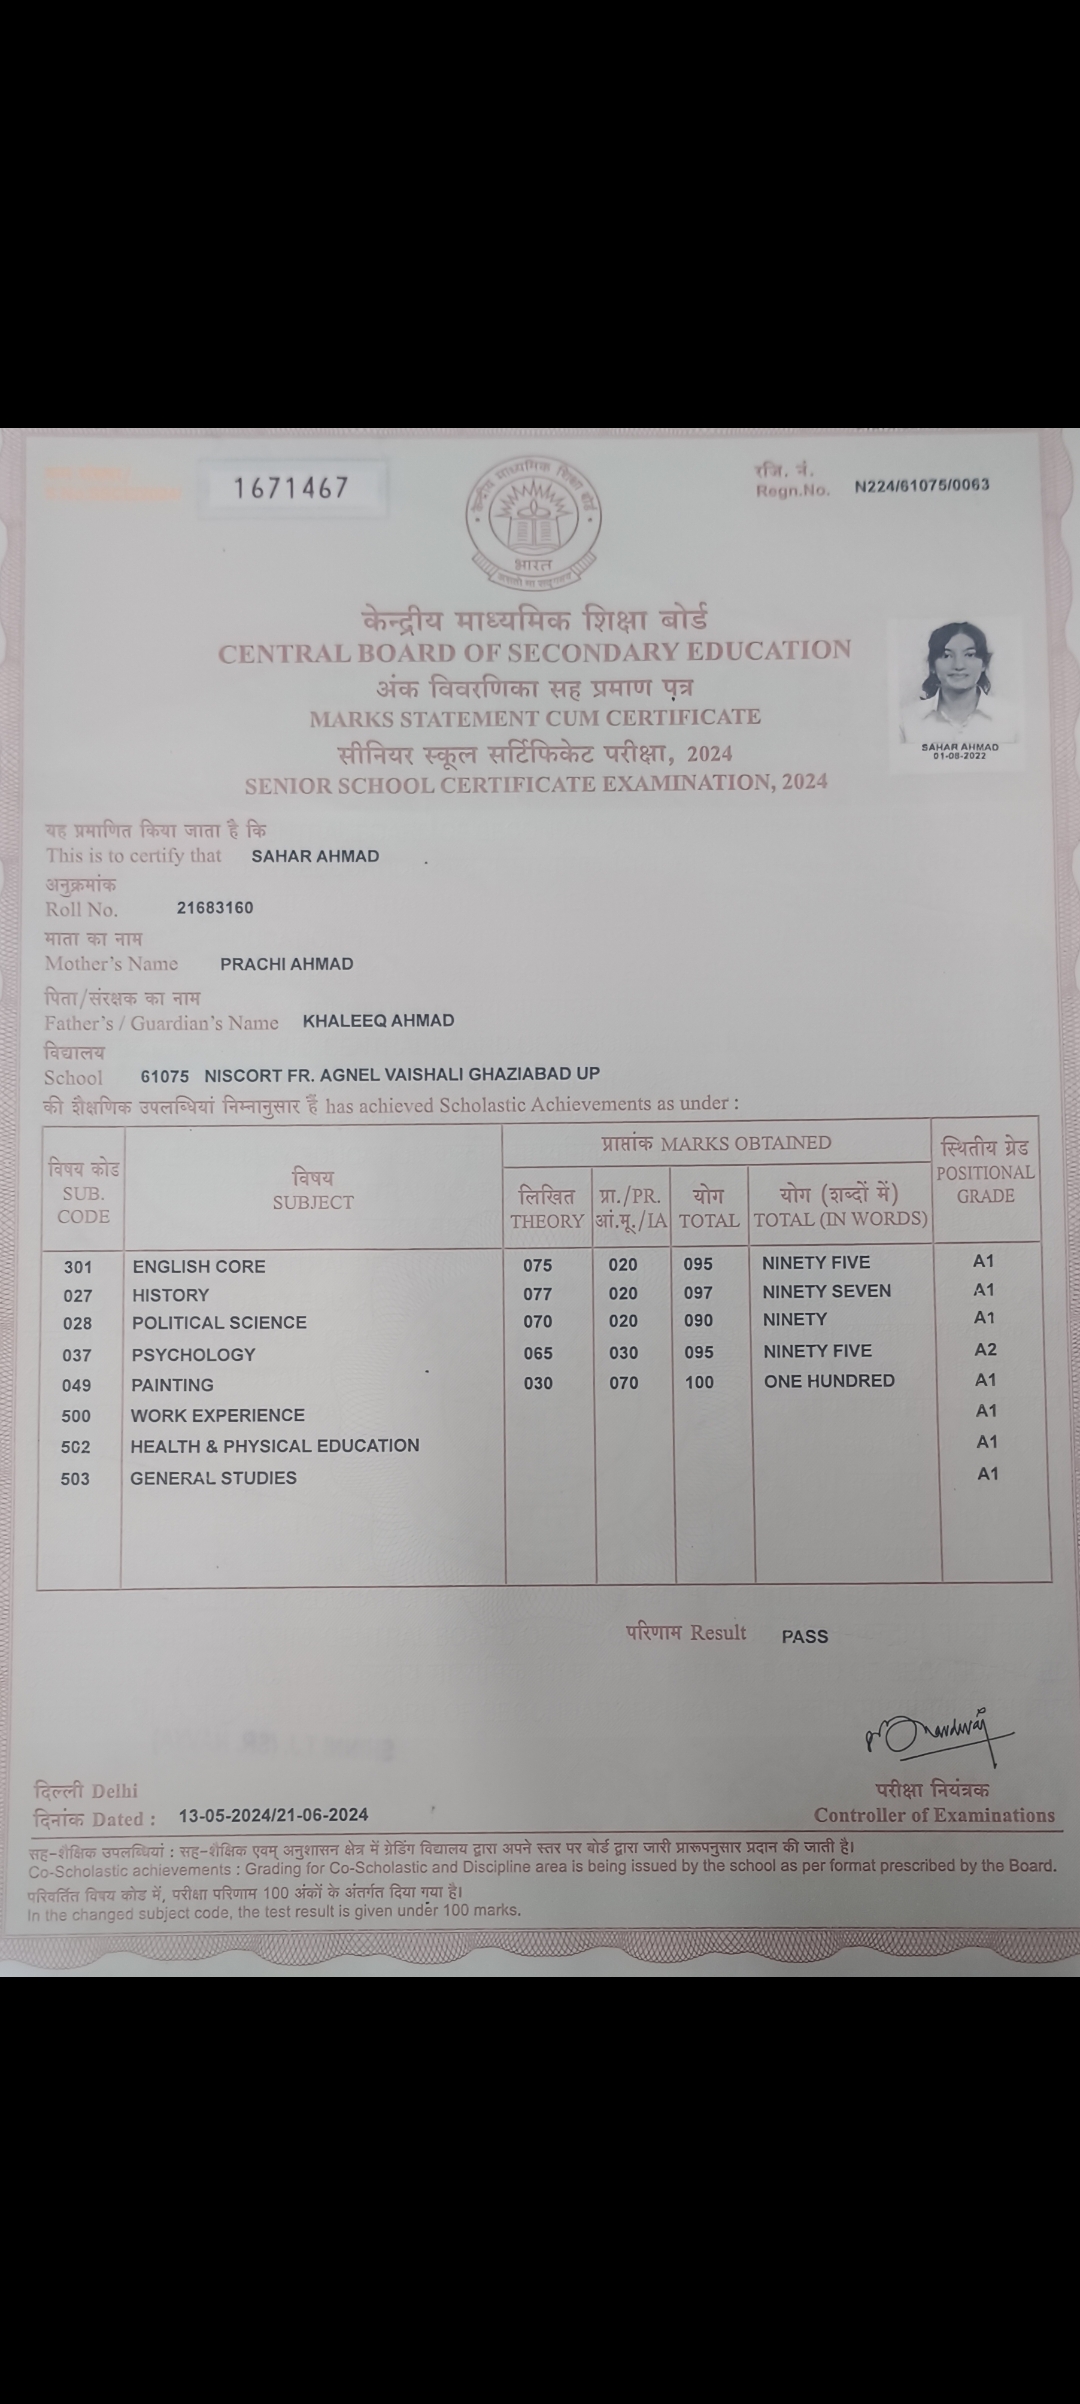 1671467
रजि. नं.
Regn.No. N224/61075/0063
भारत
केन्द्रीय माध्यमिक शिक्षा बोर्ड
CENTRAL BOARD OF SECONDARY EDUCATION
अंक विवरणिका सह प्रमाण पत्र
MARKS STATEMENT CUM CERTIFICATE
सीनियर स्कूल सर्टिफिकेट परीक्षा, 2024
SENIOR SCHOOL CERTIFICATE EXAMINATION, 2024
SAHAR AHMAD
01-08-2022
यह प्रमाणित किया जाता है कि
This is to certify that SAHAR AHMAD
अनुक्रमांक
Roll No. 21683160
माता का नाम
Mother's Name PRACHI AHMAD
पिता/संरक्षक का नाम
Father's / Guardian's Name KHALEEQ AHMAD
विद्यालय
School 61075 NISCORT FR. AGNEL VAISHALI GHAZIABAD UP
की शैक्षणिक उपलब्धियां निम्नानुसार हैं has achieved Scholastic Achievements as under :
विषय कोड
SUB.
CODE
विषय
SUBJECT
प्राप्तांक MARKS OBTAINED
लिखित
THEORY
प्रा./PR.
आं.मू./IA
योग
TOTAL
योग (शब्दों में)
TOTAL (IN WORDS)
स्थितीय ग्रेड
POSITIONAL
GRADE
301 ENGLISH CORE 075 020 095 NINETY FIVE A1
027 HISTORY 077 020 097 NINETY SEVEN A1
028 POLITICAL SCIENCE 070 020 090 NINETY A1
037 PSYCHOLOGY 065 030 095 NINETY FIVE A2
049 PAINTING 030 070 100 ONE HUNDRED A1
500 WORK EXPERIENCE A1
502 HEALTH & PHYSICAL EDUCATION A1
503 GENERAL STUDIES A1
परिणाम Result PASS
दिल्ली Delhi
दिनांक Dated : 13-05-2024/21-06-2024
परीक्षा नियंत्रक
Controller of Examinations
सह-शैक्षिक उपलब्धियां : सह-शैक्षिक एवम् अनुशासन क्षेत्र में ग्रेडिंग विद्यालय द्वारा अपने स्तर पर बोर्ड द्वारा जारी प्रारूपनुसार प्रदान की जाती है।
Co-Scholastic achievements : Grading for Co-Scholastic and Discipline area is being issued by the school as per format prescribed by the Board.
परिवर्तित विषय कोड में, परीक्षा परिणाम 100 अंकों के अंतर्गत दिया गया है।
In the changed subject code, the test result is given under 100 marks.